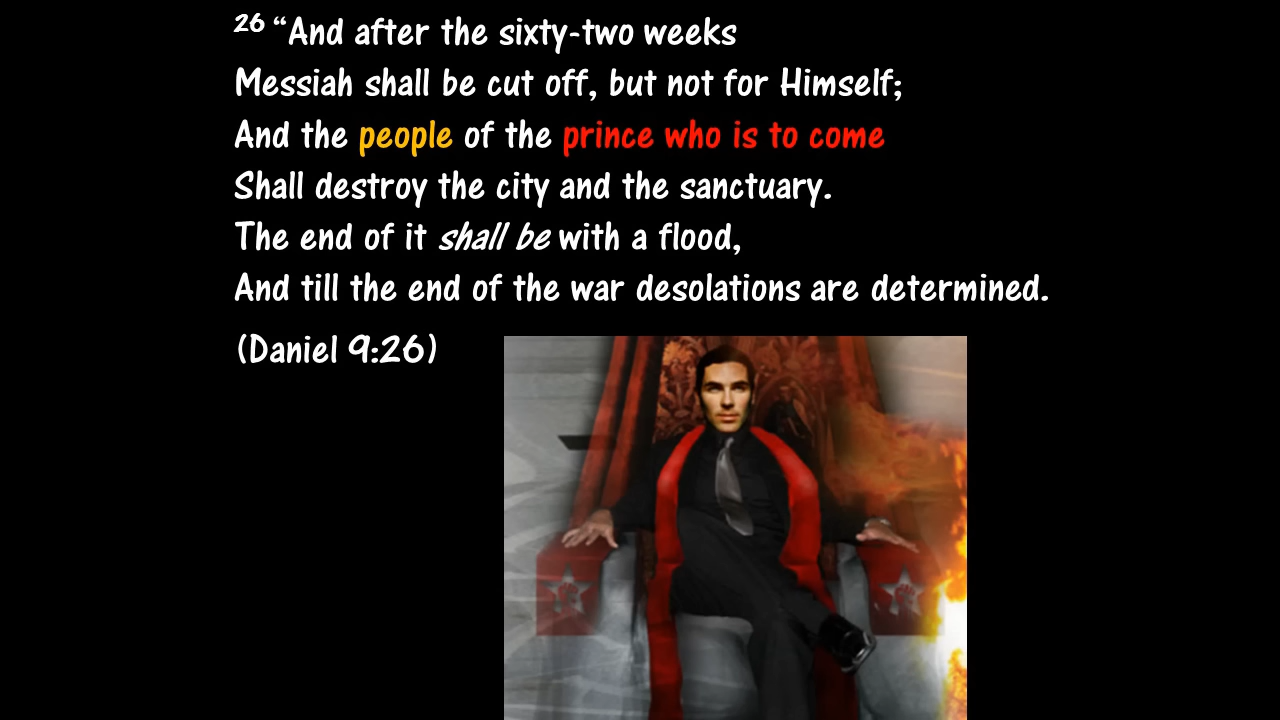 26 “And after the sixty-two weeks
Messiah shall be cut off, but not for Himself;
And the people of the prince who is to come
Shall destroy the city and the sanctuary.
The end of it shall be with a flood,
And till the end of the war desolations are determined.
(Daniel 9:26)